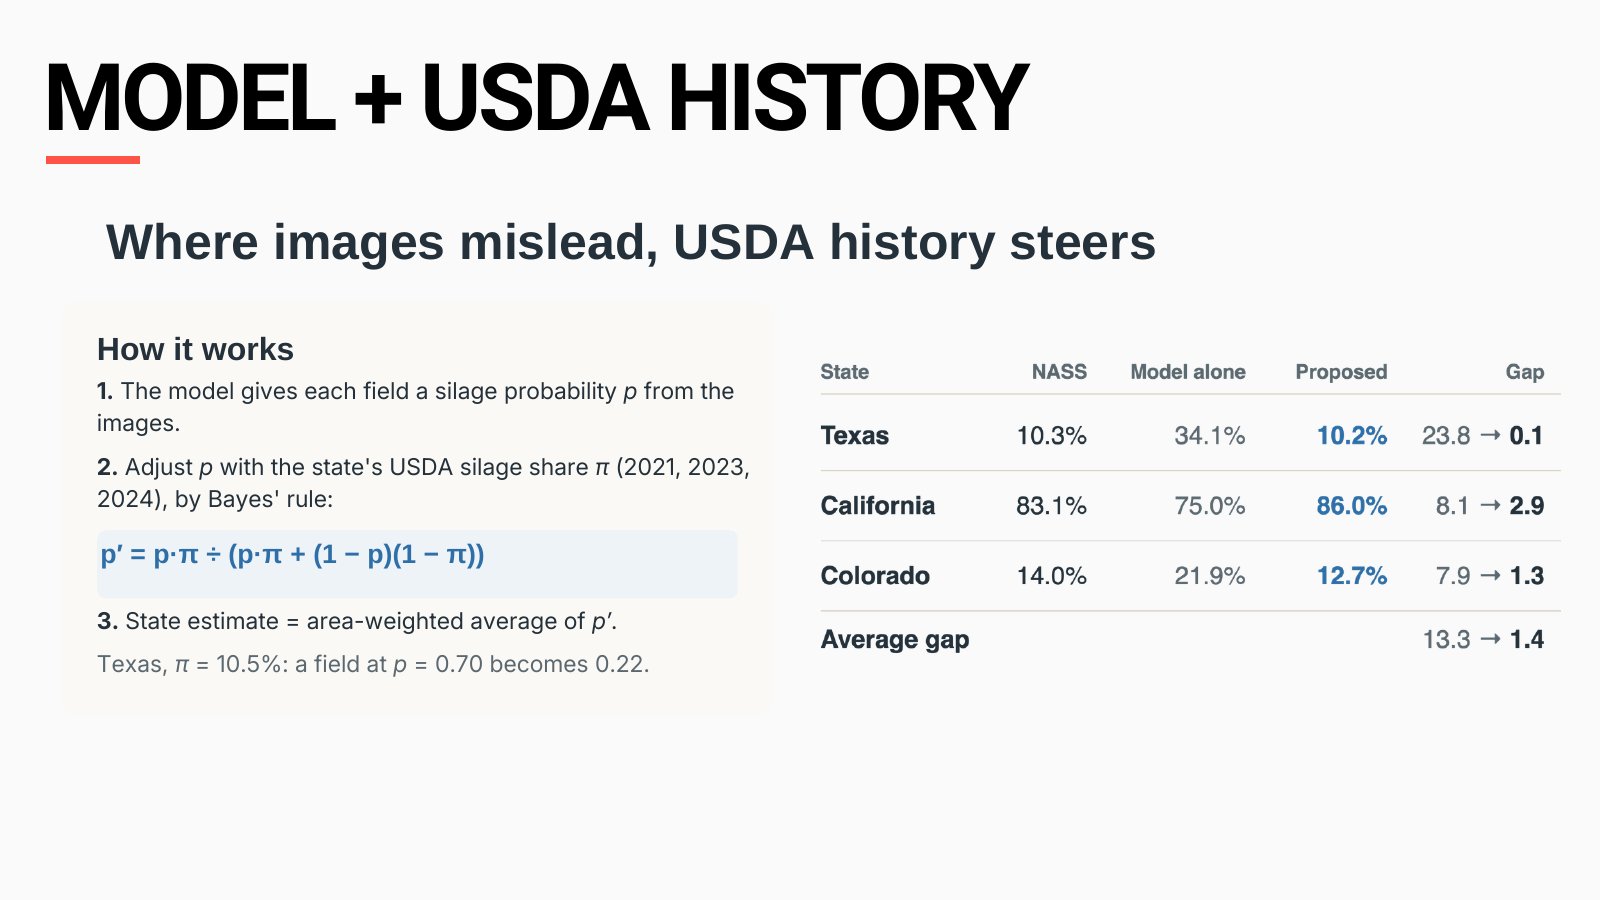 MODEL + USDA HISTORY
Where images mislead, USDA history steers
How it works
1. The model gives each field a silage probability p from the
images.
2. Adjust p with the state's USDA silage share π (2021, 2023,
2024), by Bayes' rule:
p′ = p·π ÷ (p·π + (1 − p)(1 − π))
3. State estimate = area-weighted average of p′.
Texas, π = 10.5%: a field at p = 0.70 becomes 0.22.
State NASS Model alone Proposed Gap
Texas 10.3% 34.1% 10.2% 23.8 → 0.1
California 83.1% 75.0% 86.0% 8.1 → 2.9
Colorado 14.0% 21.9% 12.7% 7.9 → 1.3
Average gap 13.3 → 1.4